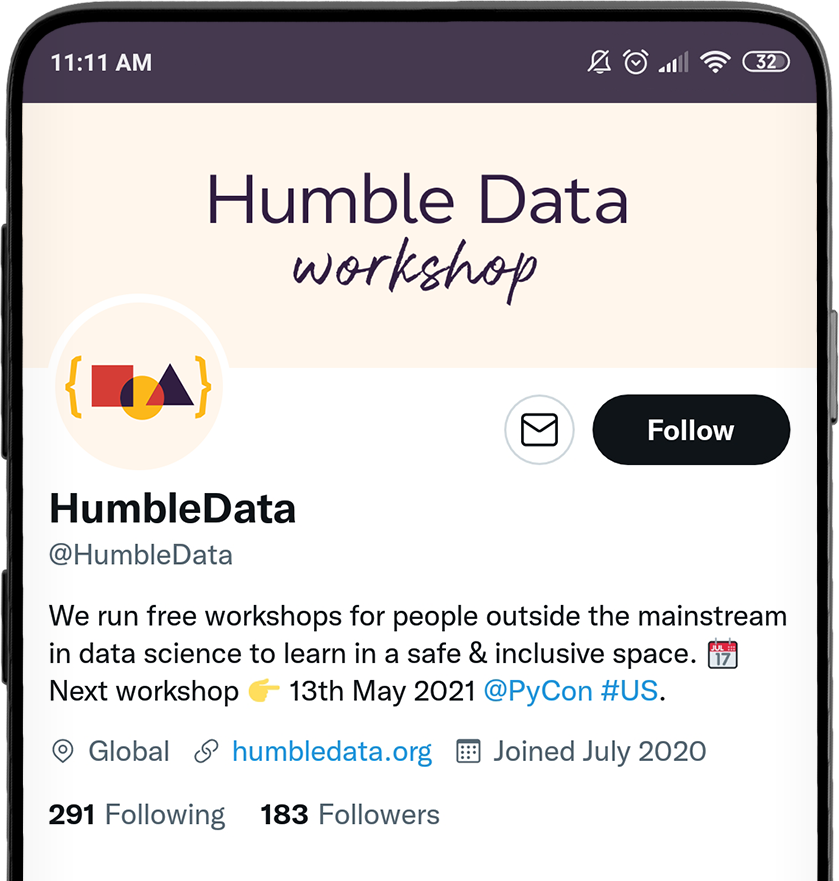 11:11 AM 32
Humble Data
workshop
Follow
HumbleData
@HumbleData
We run free workshops for people outside the mainstream
in data science to learn in a safe & inclusive space. 📅
Next workshop 👉 13th May 2021 @PyCon #US.
Global humbledata.org Joined July 2020
291 Following 183 Followers